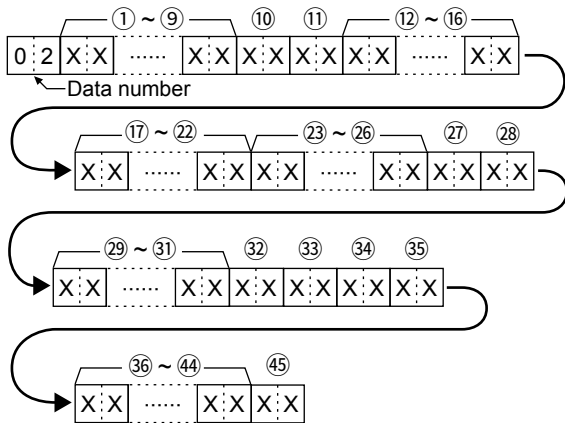 ① ~ ⑨ ⑩ ⑪ ⑫ ~ ⑯
0 2 X X ...... X X X X X X X X ...... X X
Data number
⑰ ~ ㉒ ㉓ ~ ㉖ ㉗ ㉘
X X ...... X X X X ...... X X X X X X
㉙ ~ ㉛ ㉜ ㉝ ㉞ ㉟
X X ...... X X X X X X X X X X
㊱ ~ ㊹ ㊺
X X ...... X X X X